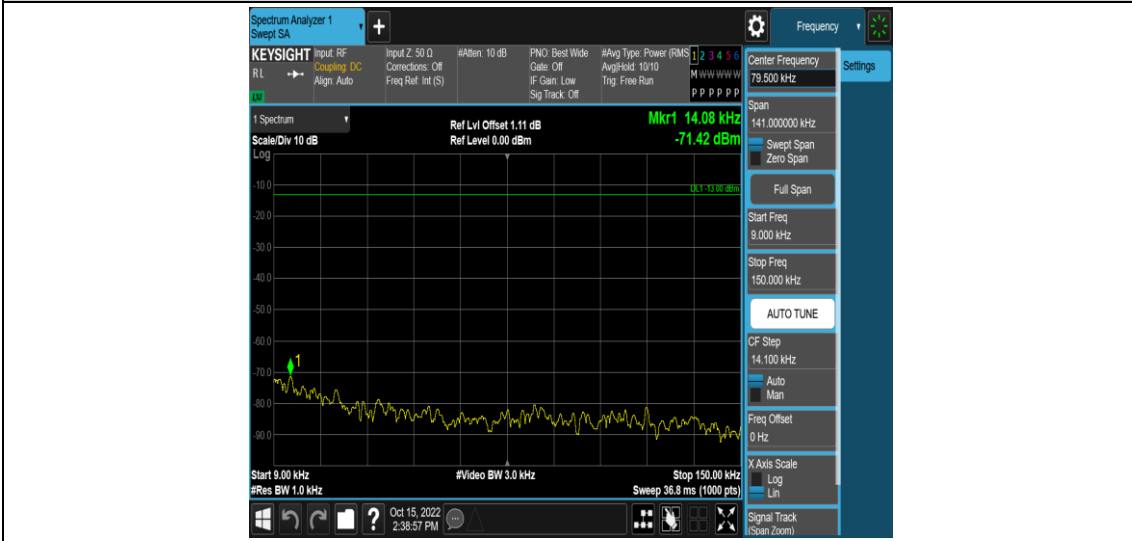 Spectrum Analyzer 1
Swept SA
+
Frequency
KEYSIGHT
RL
Input: RF
Coupling: DC
Align: Auto
Input Z: 50 Ω
Corrections: Off
Freq Ref: Int (S)
#Atten: 10 dB
PNO: Best Wide
Gate: Off
IF Gain: Low
Sig Track: Off
#Avg Type: Power (RMS
Avg|Hold: 10/10
Trig: Free Run
1 2 3 4 5 6
M W W W W W
P P P P P P
1 Spectrum
Scale/Div 10 dB
Log
Ref Lvl Offset 1.11 dB
Ref Level 0.00 dBm
Mkr1 14.08 kHz
-71.42 dBm
DL1 -13.00 dBm
-10.0
-20.0
-30.0
-40.0
-50.0
-60.0
-70.0
-80.0
-90.0
1
Start 9.00 kHz
#Res BW 1.0 kHz
#Video BW 3.0 kHz
Stop 150.00 kHz
Sweep 36.8 ms (1000 pts)
?
Oct 15, 2022
2:38:57 PM
Center Frequency
79.500 kHz
Settings
Span
141.000000 kHz
Swept Span
Zero Span
Full Span
Start Freq
9.000 kHz
Stop Freq
150.000 kHz
AUTO TUNE
CF Step
14.100 kHz
Auto
Man
Freq Offset
0 Hz
X Axis Scale
Log
Lin
Signal Track
(Span Zoom)